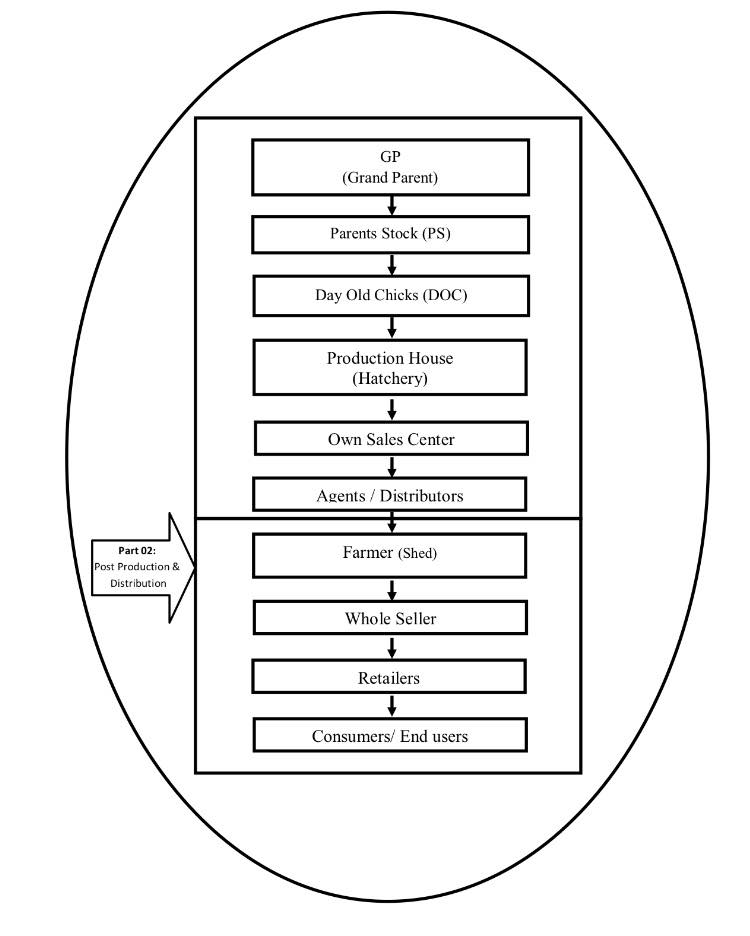 GP
(Grand Parent)
Parents Stock (PS)
Day Old Chicks (DOC)
Production House
(Hatchery)
Own Sales Center
Agents / Distributors
Part 02:
Post Production &
Distribution
Farmer (Shed)
Whole Seller
Retailers
Consumers/ End users